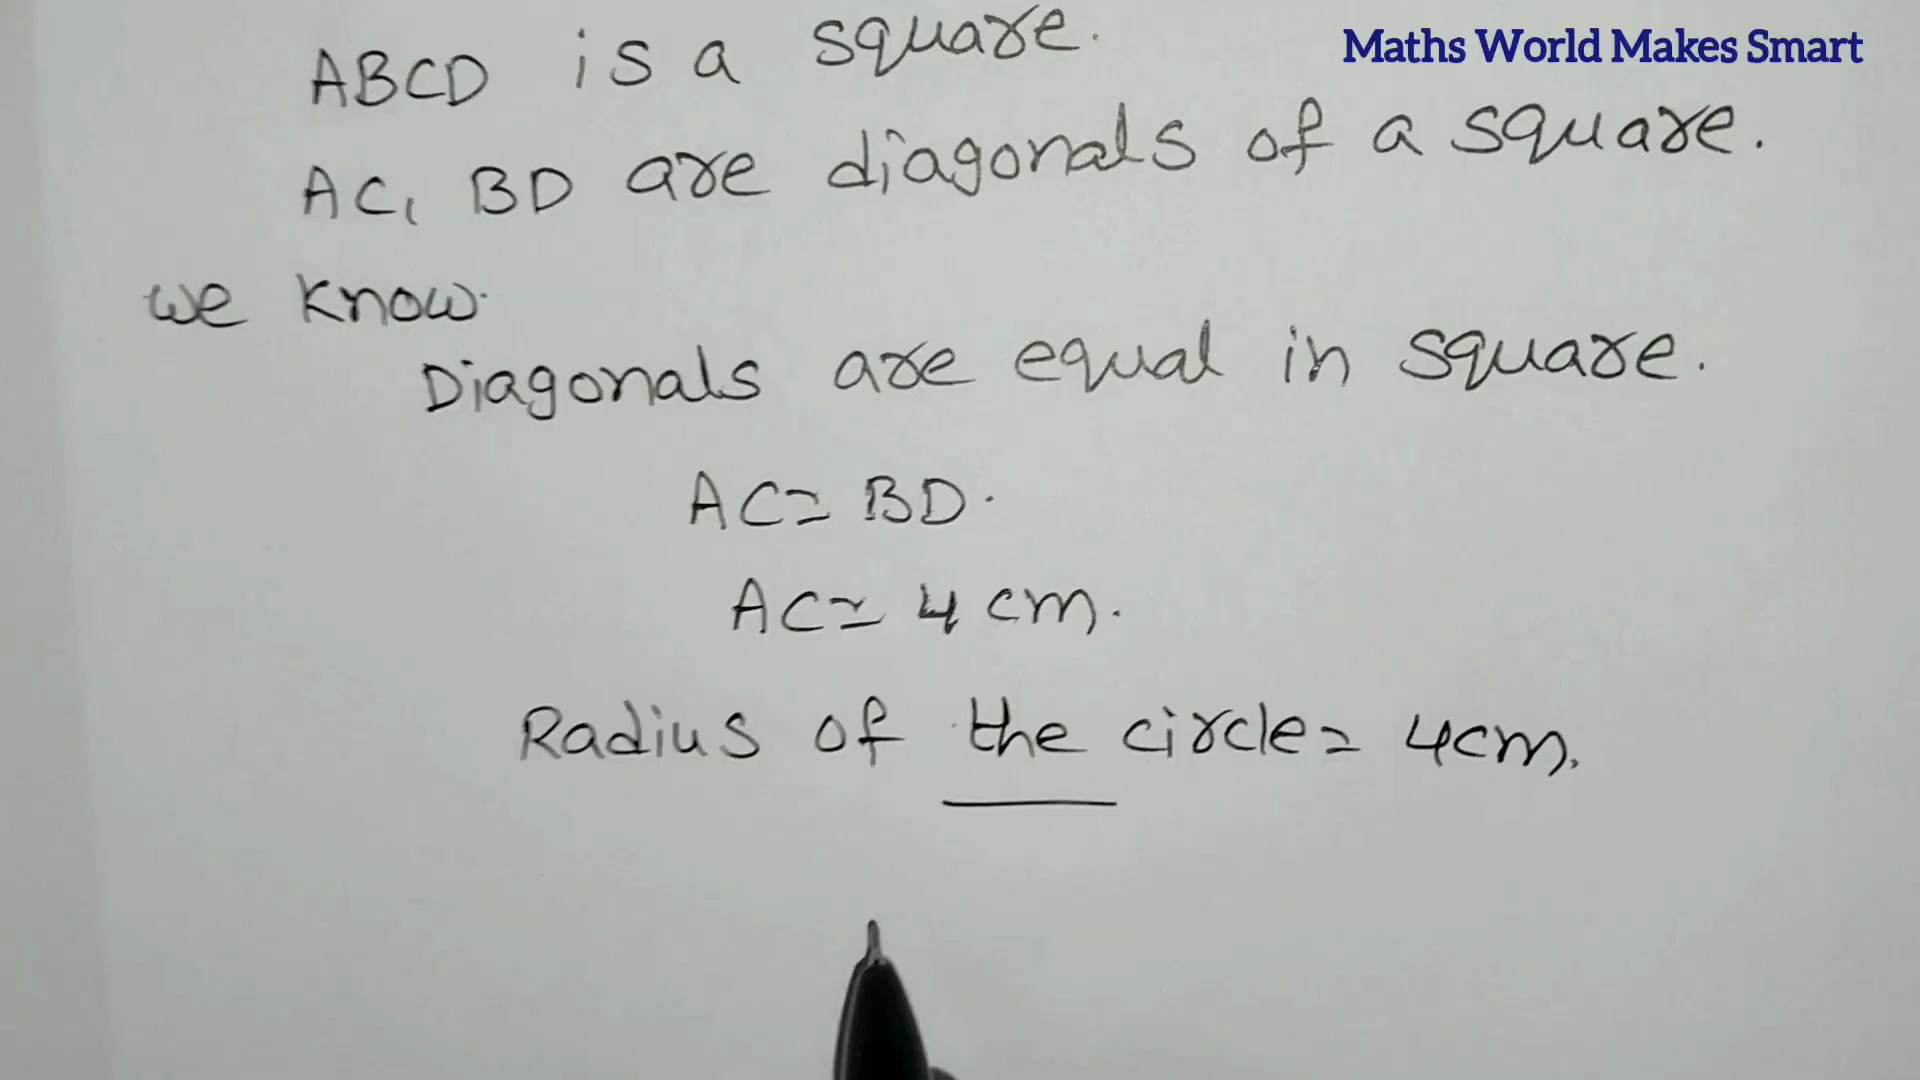 Maths World Makes Smart
ABCD is a square.
AC, BD are diagonals of a square.
we know.
Diagonals are equal in square.
AC = BD.
AC = 4 cm.
Radius of the circle = 4cm.